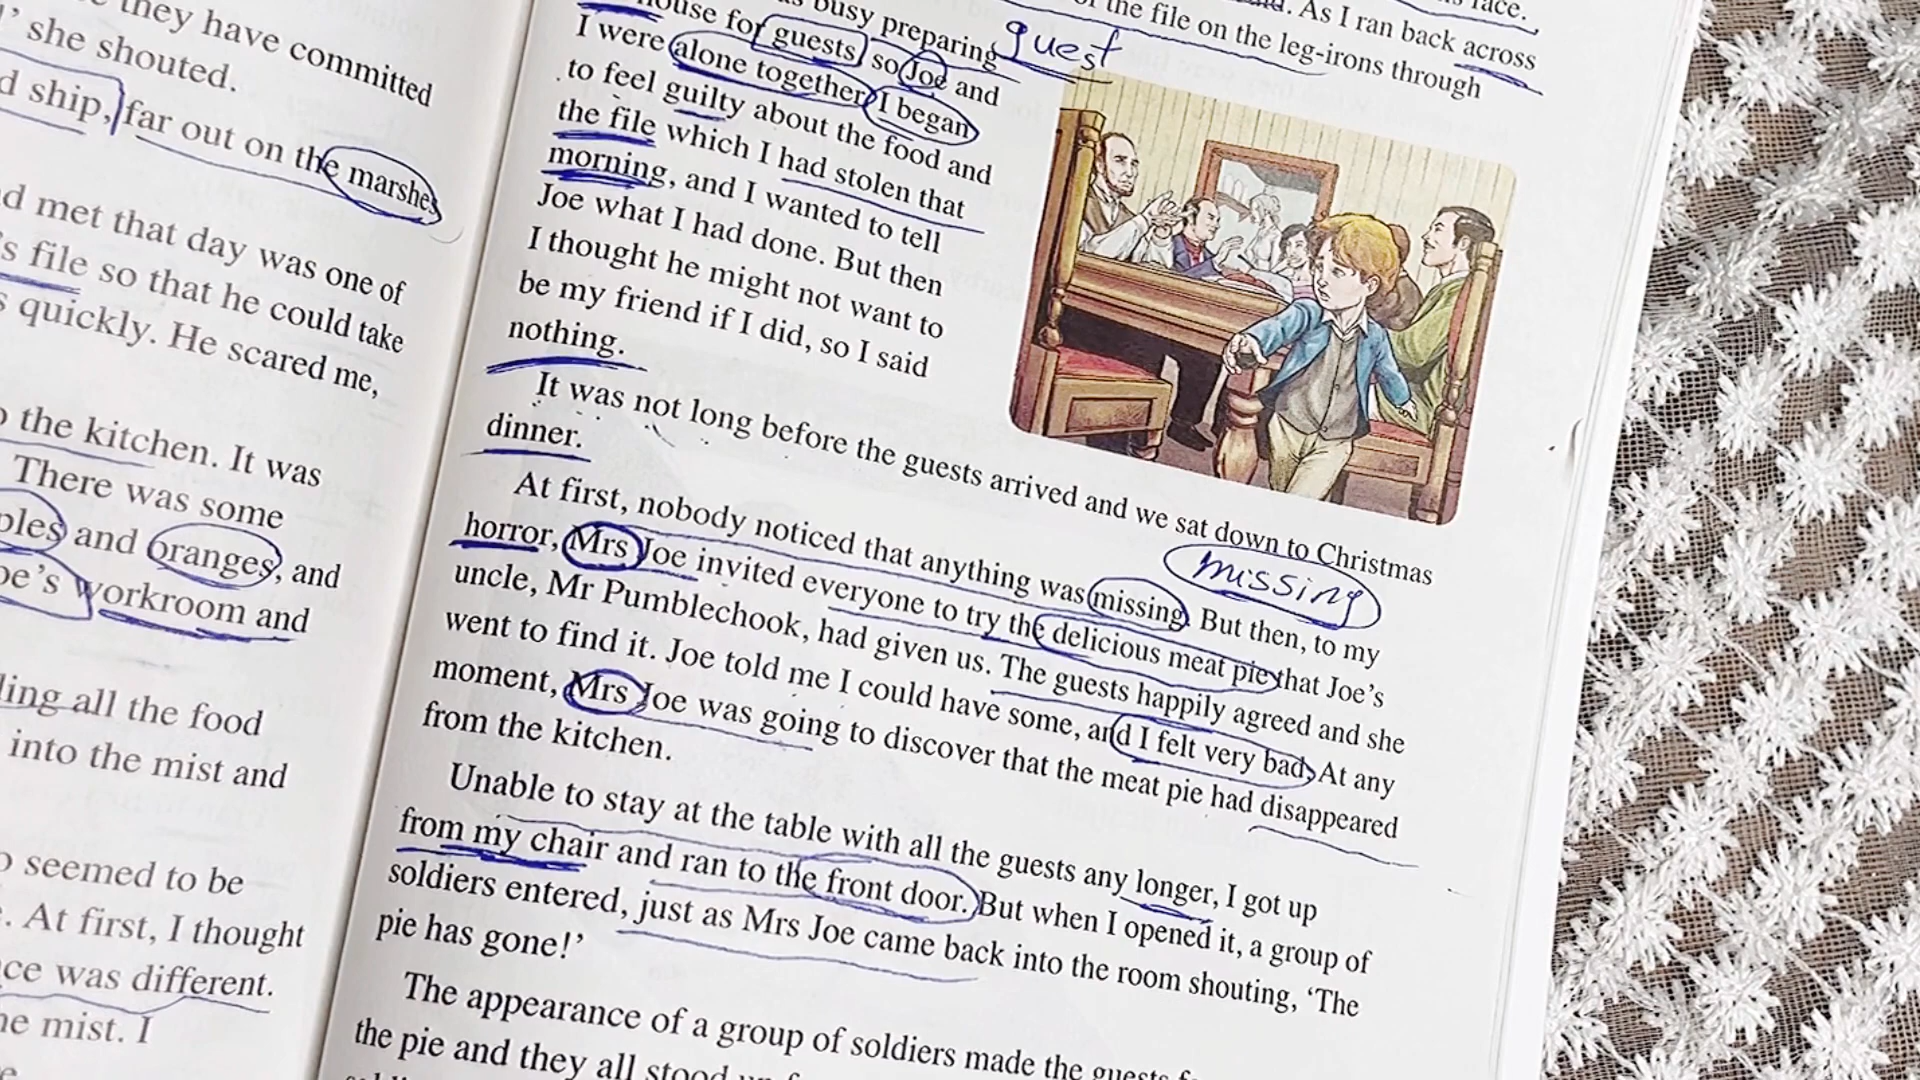 they have committed
she shouted.
ship, far out on the marshes
met that day was one of
file so that he could take
quickly. He scared me,
the kitchen. It was
There was some
and oranges, and
workroom and
all the food
into the mist and
seemed to be
At first, I thought
was different.
mist. I
face.
As I ran back across
the file on the leg-irons through
busy preparing
guest
for guests, so Joe and
I were alone together. I began
to feel guilty about the food and
the file which I had stolen that
morning, and I wanted to tell
Joe what I had done. But then
I thought he might not want to
be my friend if I did, so I said
nothing.
It was not long before the guests arrived and we sat down to Christmas
dinner.
missing
At first, nobody noticed that anything was missing. But then, to my
horror, Mrs Joe invited everyone to try the delicious meat pie that Joe's
uncle, Mr Pumblechook, had given us. The guests happily agreed and she
went to find it. Joe told me I could have some, and I felt very bad. At any
moment, Mrs Joe was going to discover that the meat pie had disappeared
from the kitchen.
Unable to stay at the table with all the guests any longer, I got up
from my chair and ran to the front door. But when I opened it, a group of
soldiers entered, just as Mrs Joe came back into the room shouting, ‘The
pie has gone!’
The appearance of a group of soldiers made the guests
the pie and they all stood